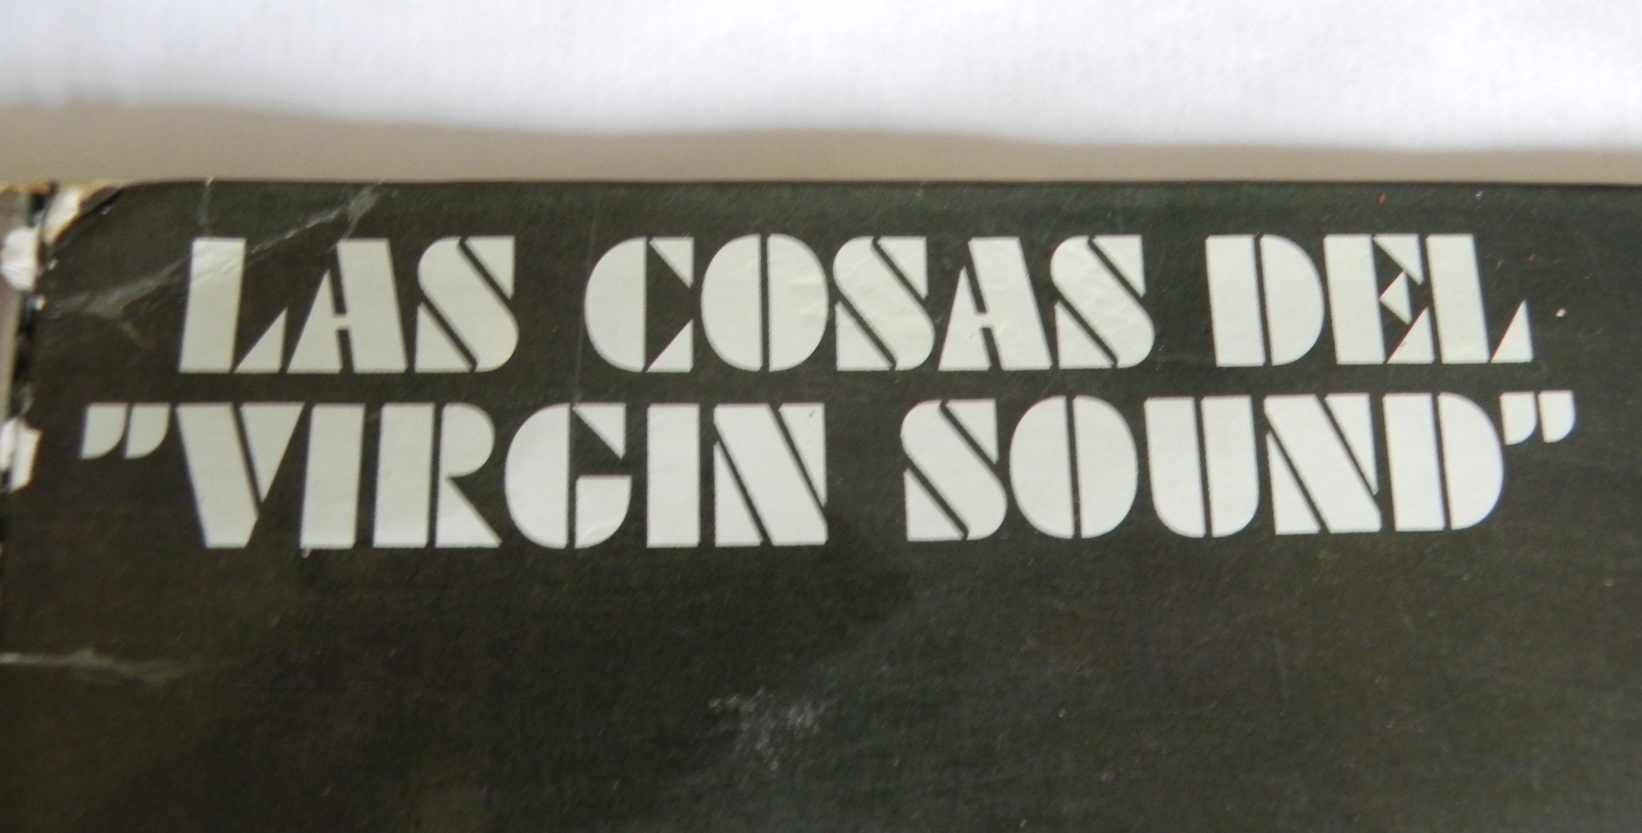 LAS COSAS DEL
"VIRGIN SOUND"